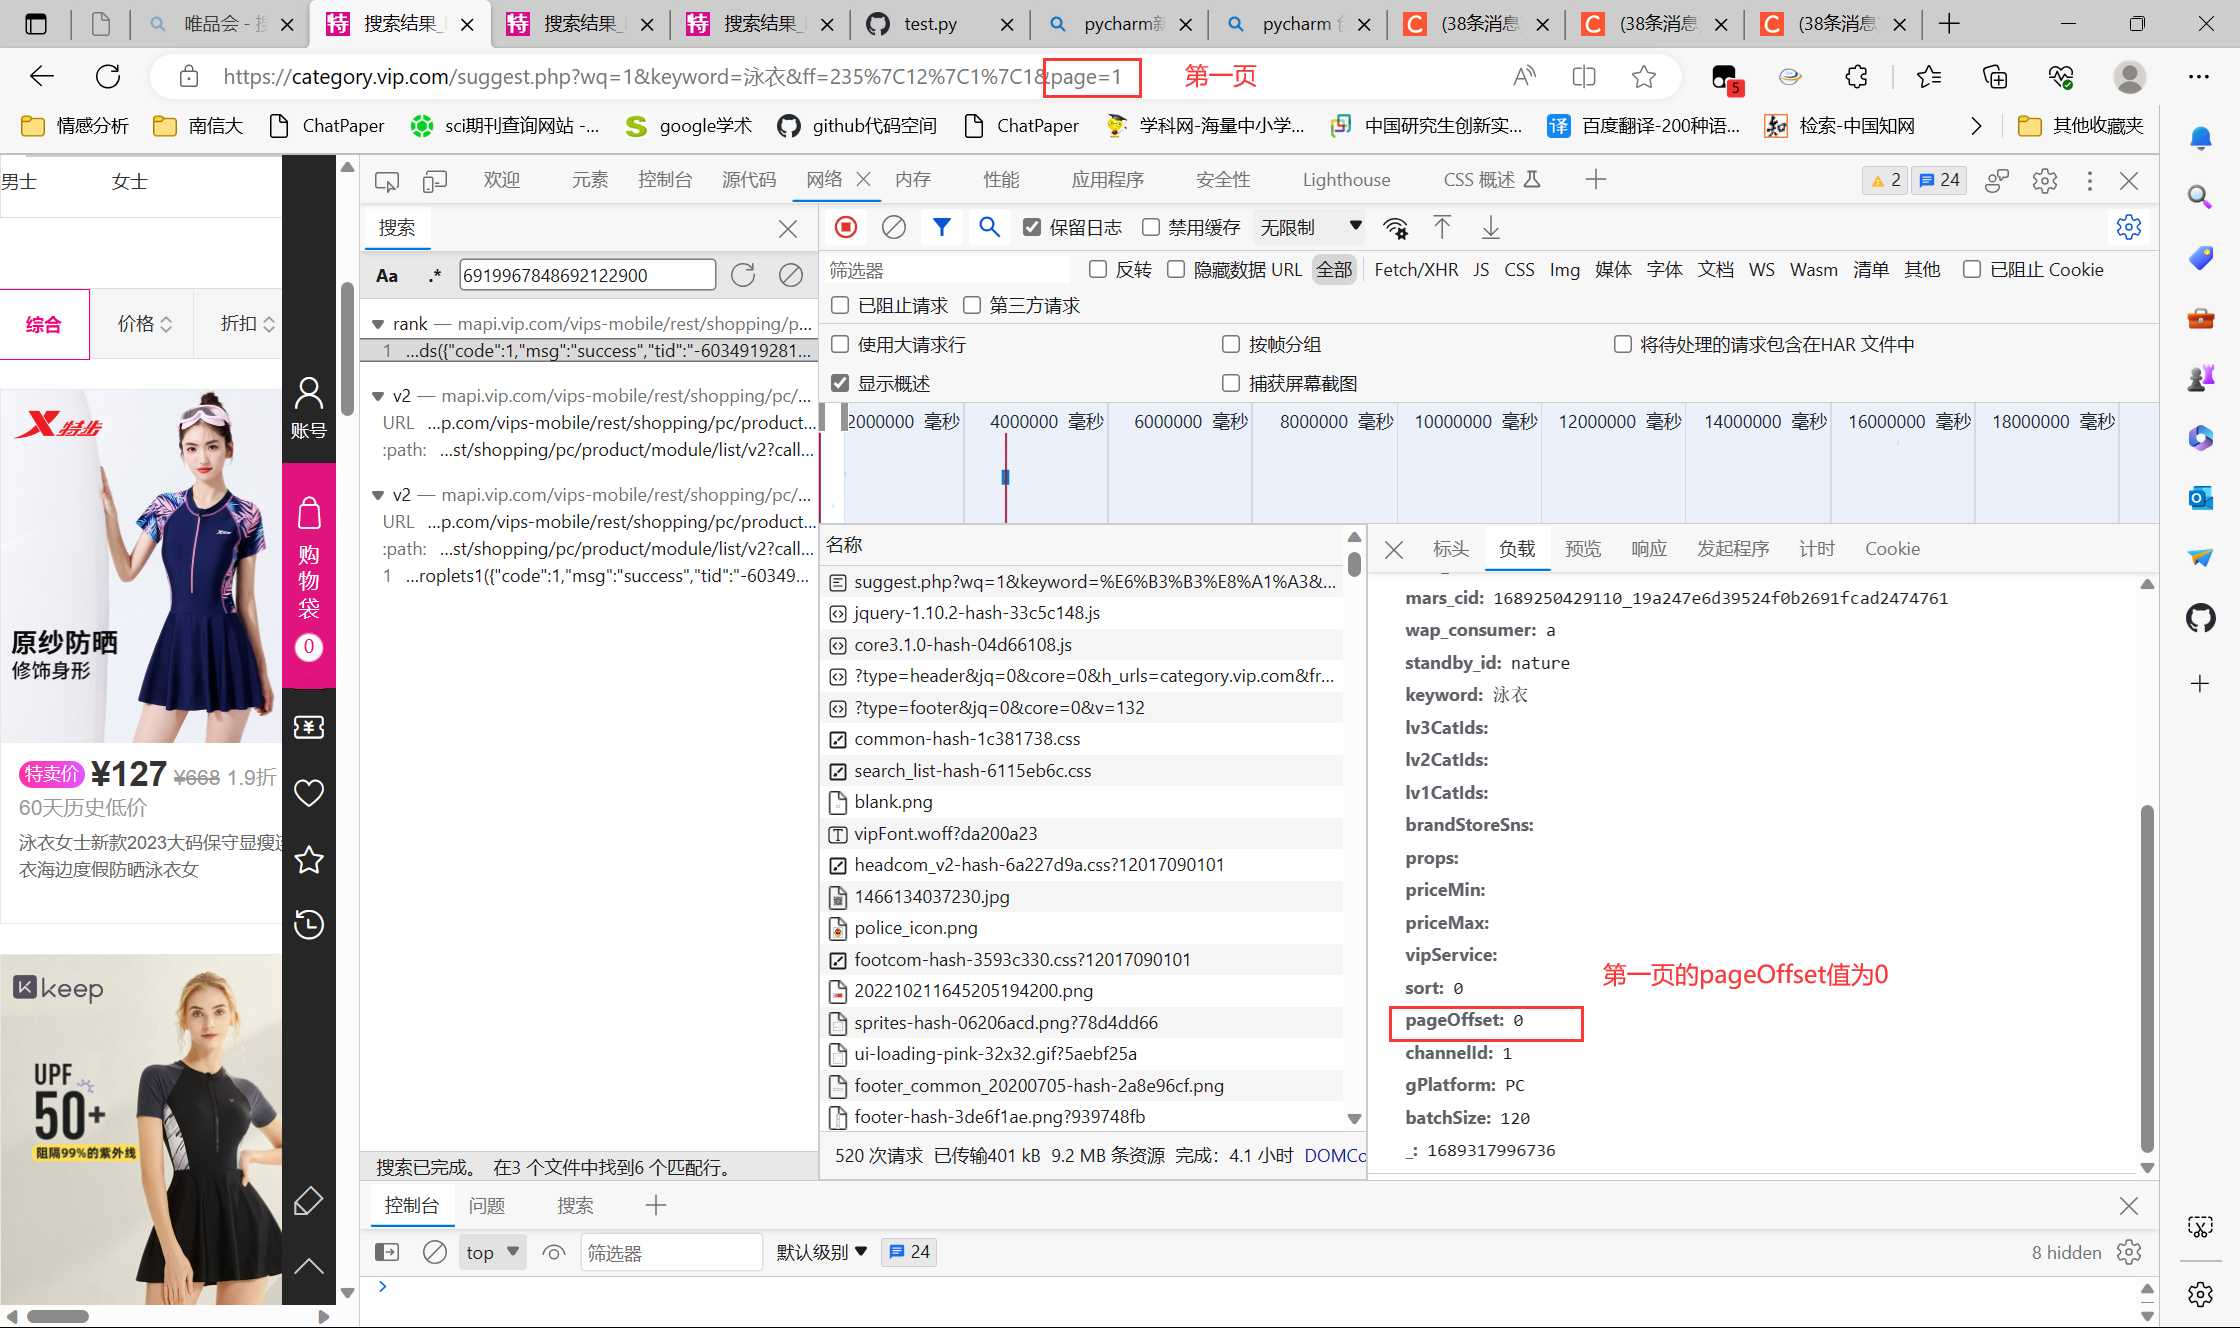 唯品会 - 搜
搜索结果_
搜索结果_
搜索结果_
test.py
pycharm新
pycharm
(38条消息
(38条消息
(38条消息
https://category.vip.com/suggest.php?wq=1&keyword=泳衣&ff=235%7C12%7C1%7C1&page=1
第一页
5
情感分析
南信大
ChatPaper
sci期刊查询网站 -...
google学术
github代码空间
ChatPaper
学科网-海量中小学...
中国研究生创新实...
译 百度翻译-200种语...
知 检索-中国知网
其他收藏夹
男士
女士
综合
价格
折扣
特步
原纱防晒
修饰身形
特卖价 ¥127 ¥668 1.9折
60天历史低价
泳衣女士新款2023大码保守显瘦连
衣海边度假防晒泳衣女
keep
UPF
50+
阻隔99%的紫外线
账号
购
物
袋
0
欢迎
元素
控制台
源代码
网络
内存
性能
应用程序
安全性
Lighthouse
CSS 概述
2
24
搜索
Aa
.*
6919967848692122900
rank — mapi.vip.com/vips-mobile/rest/shopping/p...
1 ...ds({"code":1,"msg":"success","tid":"-6034919281...
v2 — mapi.vip.com/vips-mobile/rest/shopping/pc/...
URL ...p.com/vips-mobile/rest/shopping/pc/product...
:path: ...st/shopping/pc/product/module/list/v2?call...
v2 — mapi.vip.com/vips-mobile/rest/shopping/pc/...
URL ...p.com/vips-mobile/rest/shopping/pc/product...
:path: ...st/shopping/pc/product/module/list/v2?call...
1 ...roplets1({"code":1,"msg":"success","tid":"-60349...
搜索已完成。 在3 个文件中找到6 个匹配行。
保留日志
禁用缓存
无限制
筛选器
反转
隐藏数据 URL
全部
Fetch/XHR JS CSS Img 媒体 字体 文档 WS Wasm 清单 其他
已阻止 Cookie
已阻止请求
第三方请求
使用大请求行
按帧分组
将待处理的请求包含在HAR 文件中
显示概述
捕获屏幕截图
2000000 毫秒
4000000 毫秒
6000000 毫秒
8000000 毫秒
10000000 毫秒
12000000 毫秒
14000000 毫秒
16000000 毫秒
18000000 毫秒
名称
suggest.php?wq=1&keyword=%E6%B3%B3%E8%A1%A3&...
jquery-1.10.2-hash-33c5c148.js
core3.1.0-hash-04d66108.js
?type=header&jq=0&core=0&h_urls=category.vip.com&fr...
?type=footer&jq=0&core=0&v=132
common-hash-1c381738.css
search_list-hash-6115eb6c.css
blank.png
vipFont.woff?da200a23
headcom_v2-hash-6a227d9a.css?12017090101
1466134037230.jpg
police_icon.png
footcom-hash-3593c330.css?12017090101
202210211645205194200.png
sprites-hash-06206acd.png?78d4dd66
ui-loading-pink-32x32.gif?5aebf25a
footer_common_20200705-hash-2a8e96cf.png
footer-hash-3de6f1ae.png?939748fb
520 次请求 已传输401 kB 9.2 MB 条资源 完成: 4.1 小时 DOMCo
标头
负载
预览
响应
发起程序
计时
Cookie
mars_cid: 1689250429110_19a247e6d39524f0b2691fcad2474761
wap_consumer: a
standby_id: nature
keyword: 泳衣
lv3CatIds:
lv2CatIds:
lv1CatIds:
brandStoreSns:
props:
priceMin:
priceMax:
vipService:
sort: 0
第一页的pageOffset值为0
pageOffset: 0
channelId: 1
gPlatform: PC
batchSize: 120
_: 1689317996736
控制台
问题
搜索
top
筛选器
默认级别
24
8 hidden